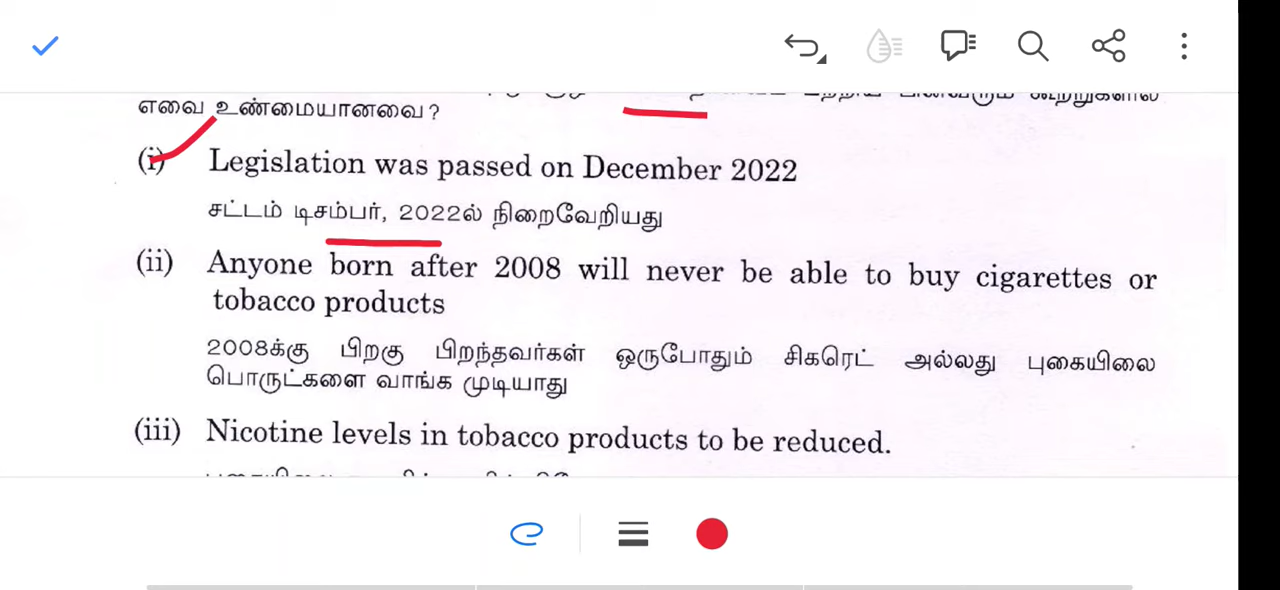 எவை உண்மையானவை?
(i) Legislation was passed on December 2022
சட்டம் டிசம்பர், 2022ல் நிறைவேறியது
(ii) Anyone born after 2008 will never be able to buy cigarettes or
tobacco products
2008க்கு பிறகு பிறந்தவர்கள் ஒருபோதும் சிகரெட் அல்லது புகையிலை
பொருட்களை வாங்க முடியாது
(iii) Nicotine levels in tobacco products to be reduced.